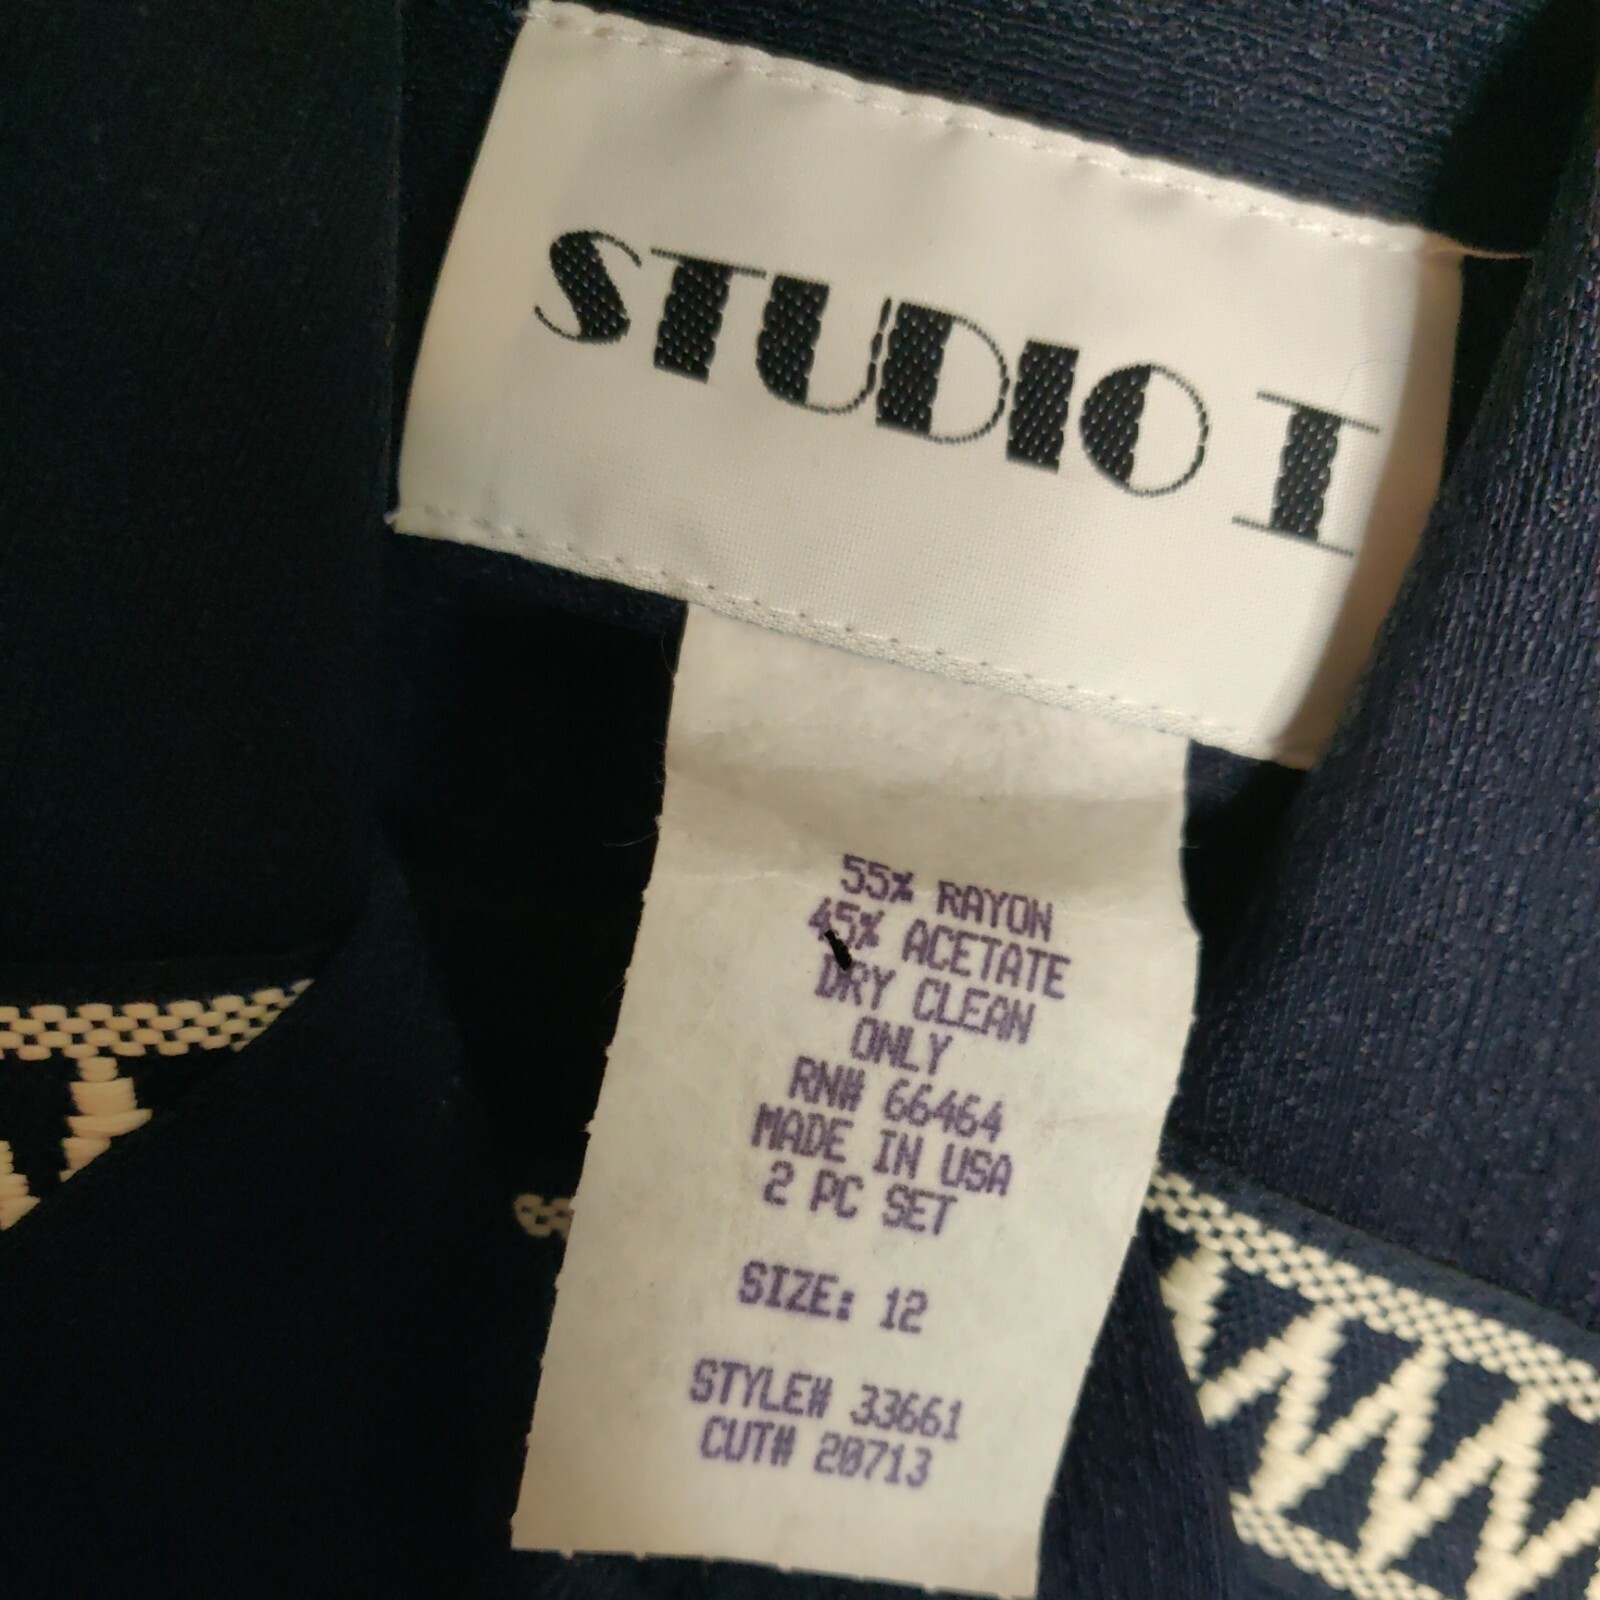 STUDIO I
55% RAYON
45% ACETATE
DRY CLEAN
ONLY
RN# 66464
MADE IN USA
2 PC SET
SIZE: 12
STYLE# 33661
CUT# 20713